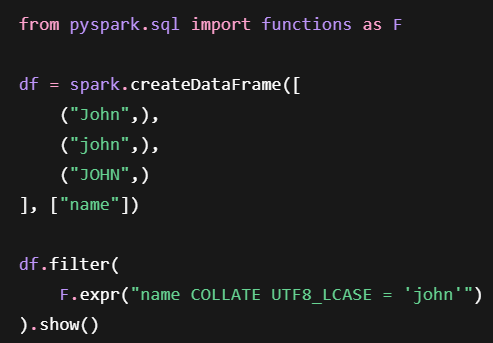 from pyspark.sql import functions as F

df = spark.createDataFrame([
    ("John",),
    ("john",),
    ("JOHN",)
], ["name"])

df.filter(
    F.expr("name COLLATE UTF8_LCASE = 'john'")
).show()